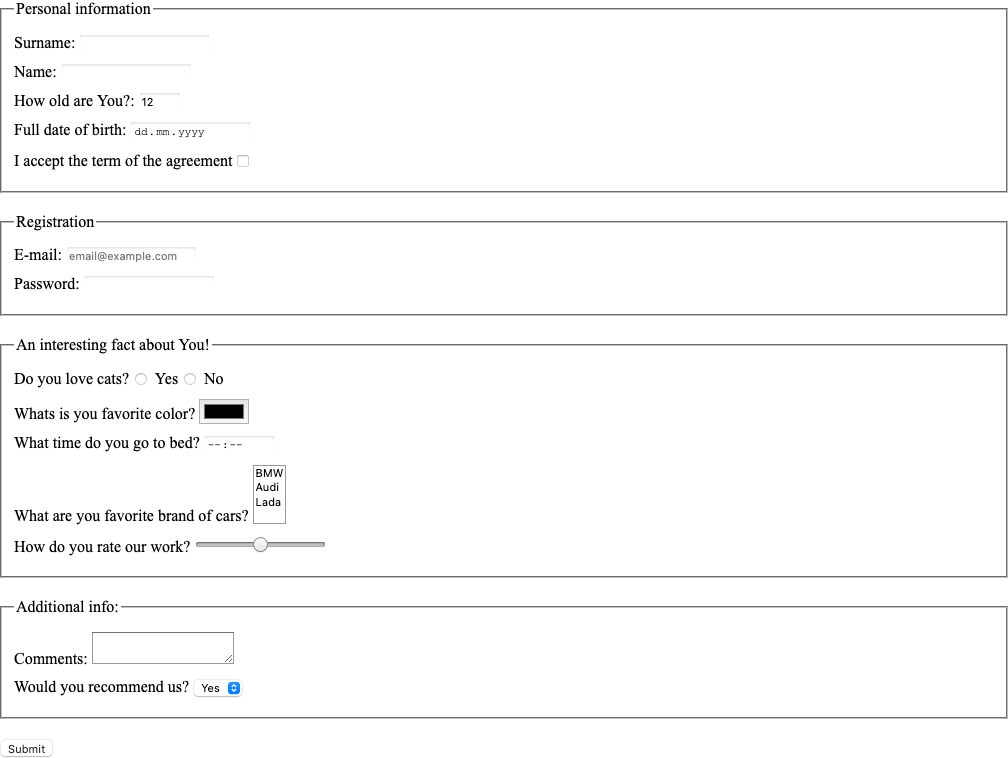 Personal information
Surname:
Name:
How old are You?: 12
Full date of birth: dd.mm.yyyy
I accept the term of the agreement
Registration
E-mail: email@example.com
Password:
An interesting fact about You!
Do you love cats? Yes No
Whats is you favorite color?
What time do you go to bed? --:--
BMW
Audi
Lada
What are you favorite brand of cars?
How do you rate our work?
Additional info:
Comments:
Would you recommend us? Yes
Submit